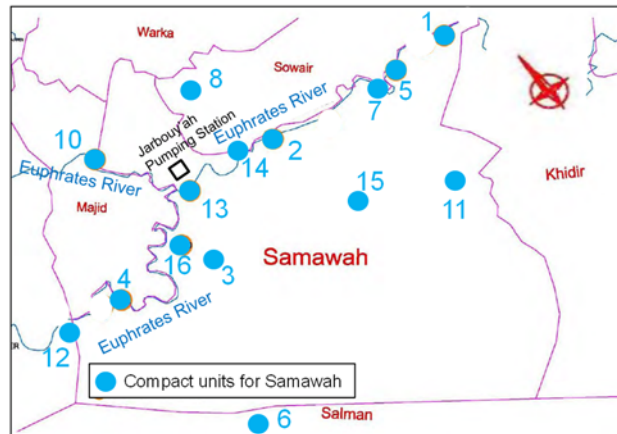 1
Warka
Sowair
5
8
7
Euphrates River
Jarbouy'ah
Pumping Station
10
14
2
Euphrates River
Khidir
13
15
11
Majid
16
3
Samawah
4
Euphrates River
12
Compact units for Samawah
6
Salman